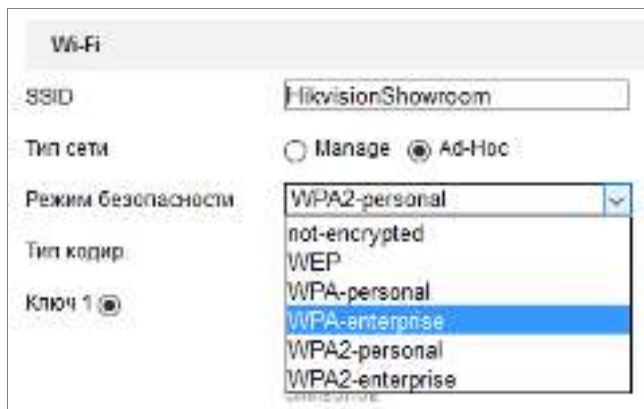 Wi-Fi
SSID HikvisionShowroom
Тип сети Manage Ad-Hoc
Режим безопасности WPA2-personal
not-encrypted
Тип кодир. WEP
WPA-personal
Ключ 1 WPA-enterprise
WPA2-personal
WPA2-enterprise